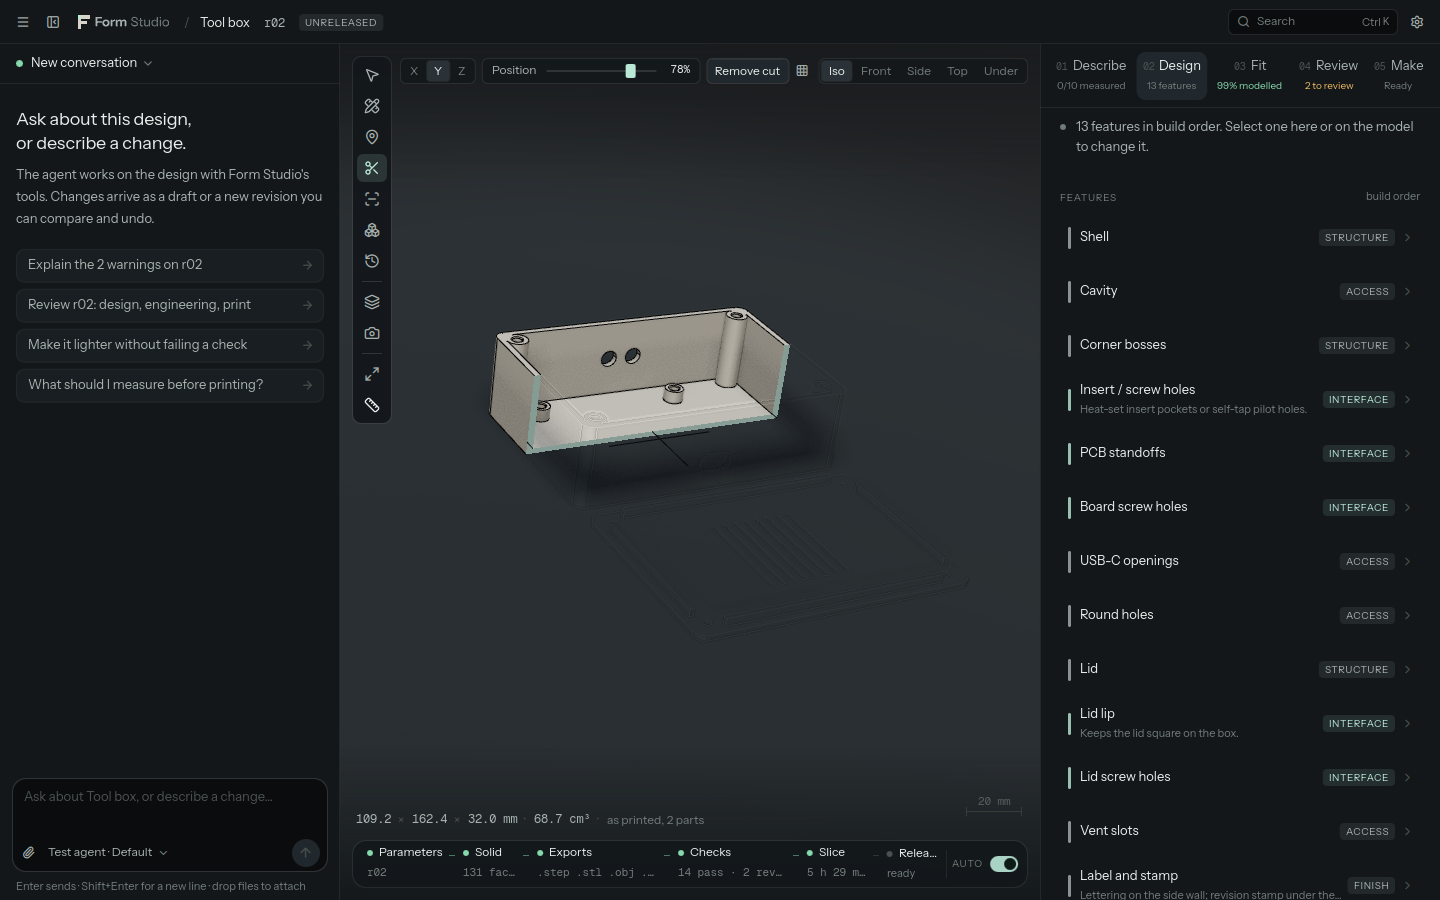 Form Studio / Tool box r02 UNRELEASED
Search Ctrl K
New conversation
Ask about this design,
or describe a change.
The agent works on the design with Form Studio's
tools. Changes arrive as a draft or a new revision you
can compare and undo.
Explain the 2 warnings on r02
Review r02: design, engineering, print
Make it lighter without failing a check
What should I measure before printing?
Ask about Tool box, or describe a change...
Test agent · Default
Enter sends · Shift+Enter for a new line · drop files to attach
X Y Z
Position 78%
Remove cut
Iso Front Side Top Under
20 mm
109.2 × 162.4 × 32.0 mm · 68.7 cm³ · as printed, 2 parts
Parameters
r02
Solid
131 fac…
Exports
.step .stl .obj …
Checks
14 pass · 2 rev…
Slice
5 h 29 m…
Relea…
ready
AUTO
01 Describe
0/10 measured
02 Design
13 features
03 Fit
99% modelled
04 Review
2 to review
05 Make
Ready
13 features in build order. Select one here or on the model
to change it.
FEATURES build order
Shell STRUCTURE
Cavity ACCESS
Corner bosses STRUCTURE
Insert / screw holes INTERFACE
Heat-set insert pockets or self-tap pilot holes.
PCB standoffs INTERFACE
Board screw holes INTERFACE
USB-C openings ACCESS
Round holes ACCESS
Lid STRUCTURE
Lid lip INTERFACE
Keeps the lid square on the box.
Lid screw holes INTERFACE
Vent slots ACCESS
Label and stamp FINISH
Lettering on the side wall; revision stamp under the…